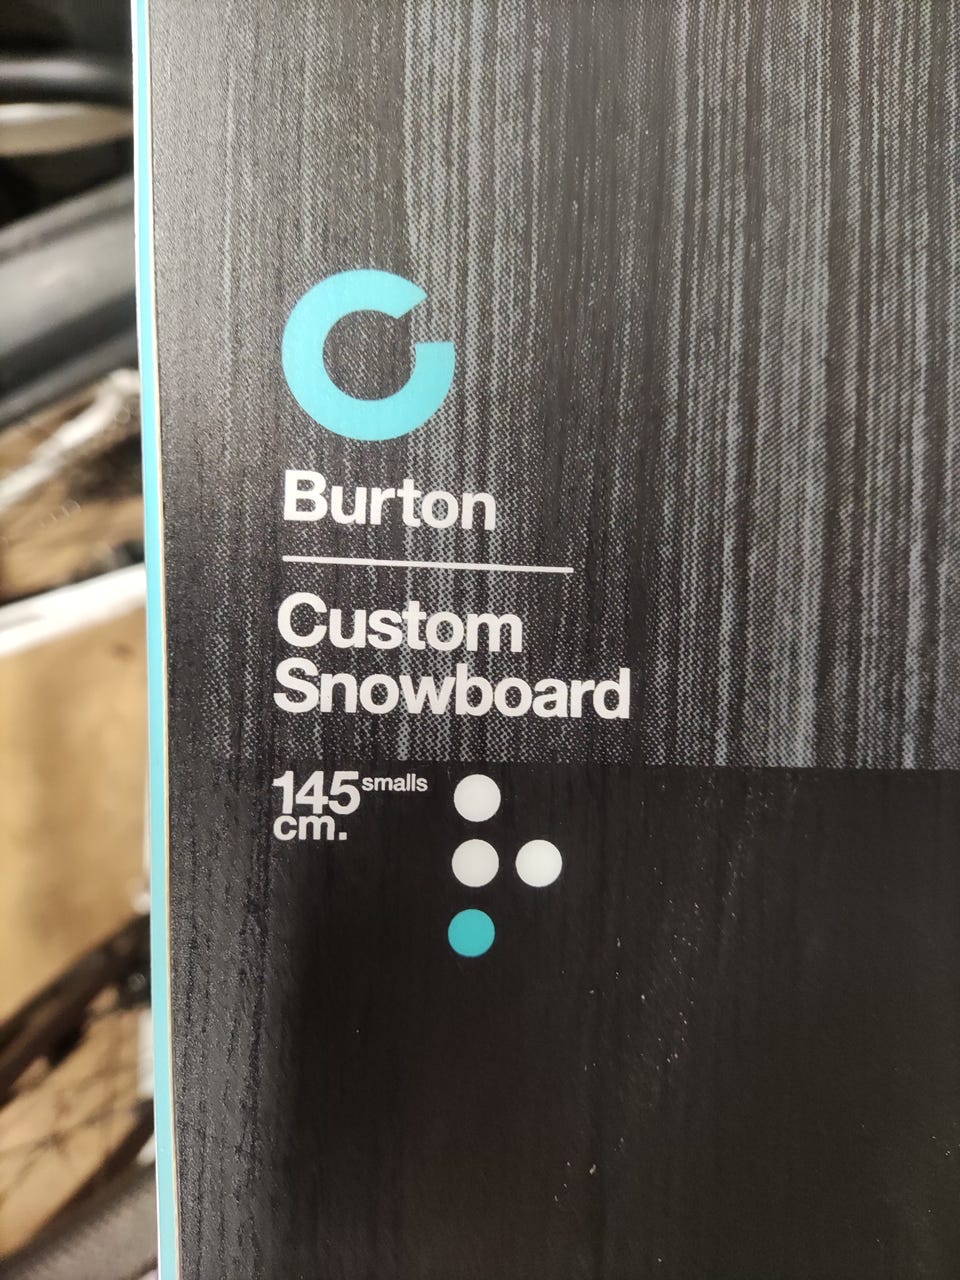 Burton
Custom
Snowboard
145 smalls
cm.